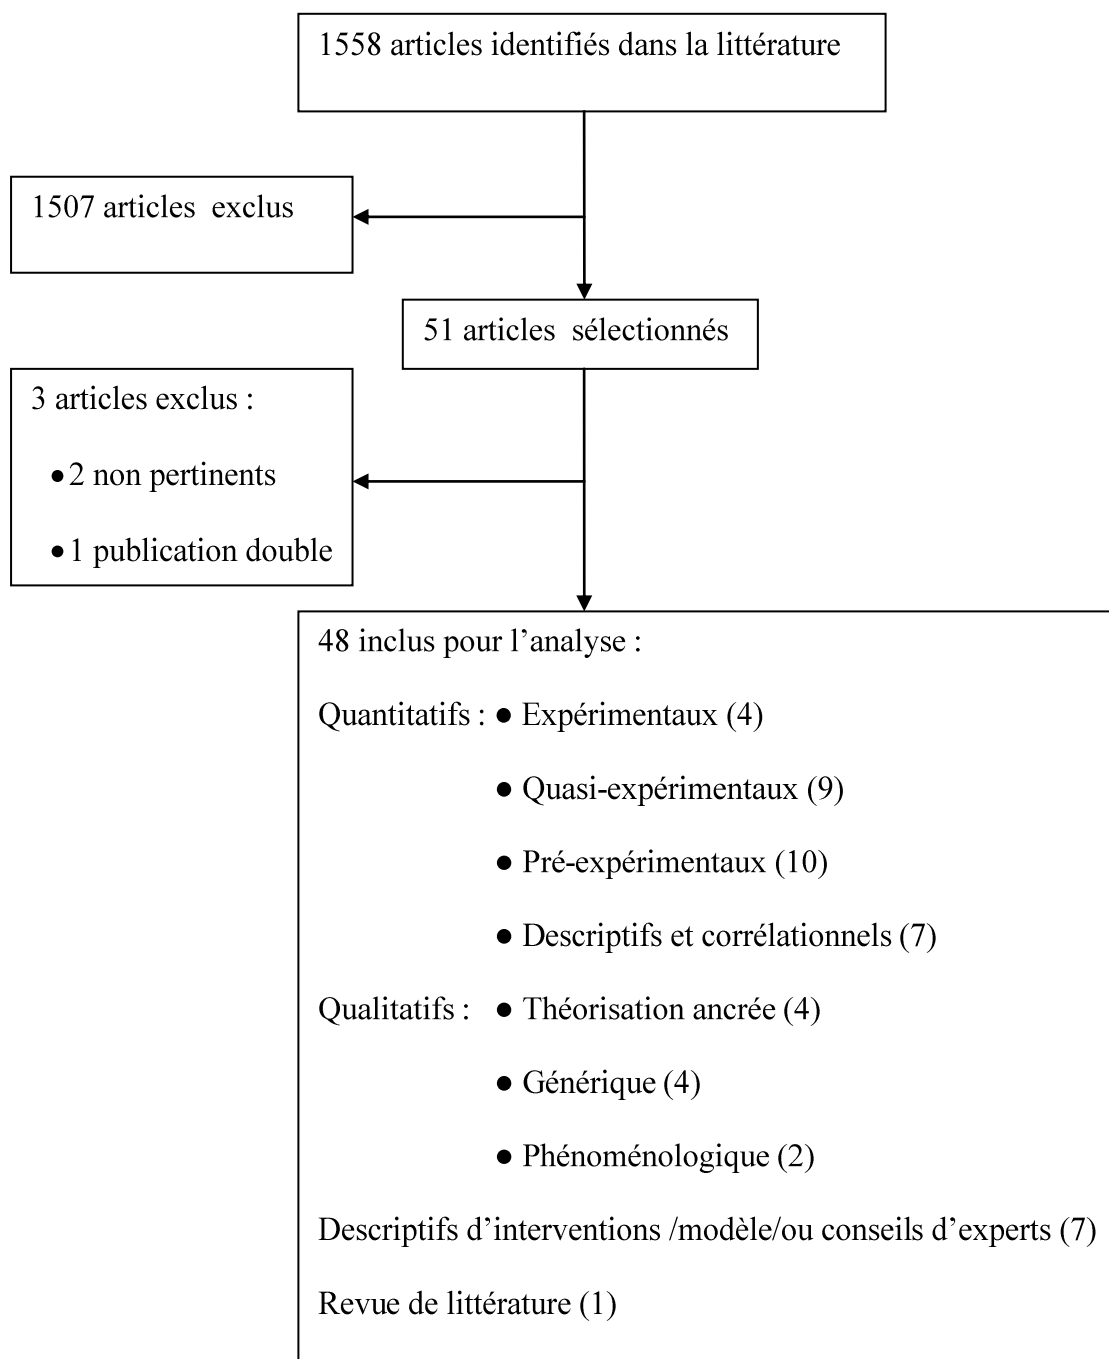 1558 articles identifiés dans la littérature
1507 articles exclus
51 articles sélectionnés
3 articles exclus :
•2 non pertinents
•1 publication double
48 inclus pour l’analyse :
Quantitatifs : ● Expérimentaux (4)
● Quasi-expérimentaux (9)
● Pré-expérimentaux (10)
● Descriptifs et corrélationnels (7)
Qualitatifs : ● Théorisation ancrée (4)
● Générique (4)
● Phénoménologique (2)
Descriptifs d’interventions /modèle/ou conseils d’experts (7)
Revue de littérature (1)